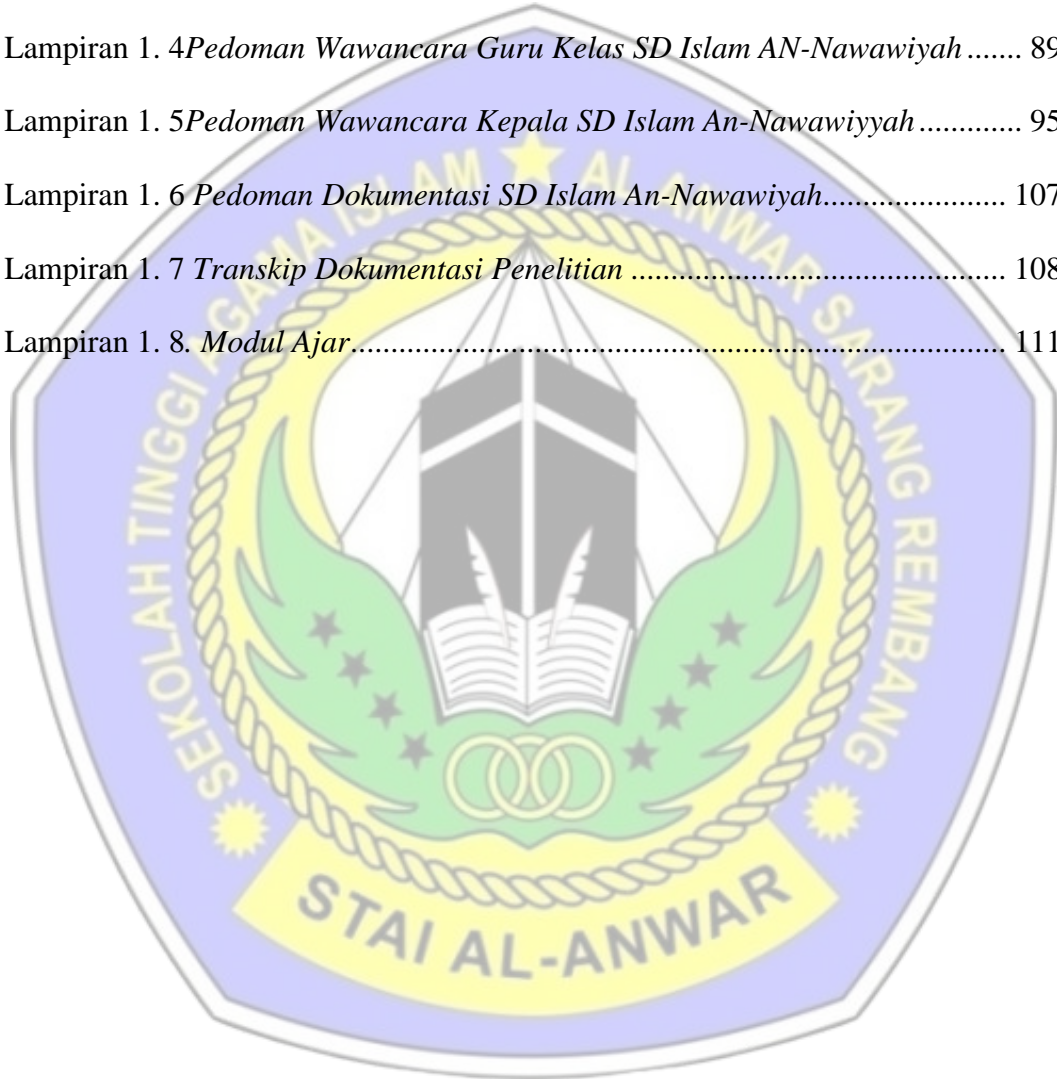 Lampiran 1. 4Pedoman Wawancara Guru Kelas SD Islam AN-Nawawiyah ....... 89
Lampiran 1. 5Pedoman Wawancara Kepala SD Islam An-Nawawiyyah ............. 95
Lampiran 1. 6 Pedoman Dokumentasi SD Islam An-Nawawiyah....................... 107
Lampiran 1. 7 Transkip Dokumentasi Penelitian ............................................... 108
Lampiran 1. 8. Modul Ajar.................................................................................. 111
SEKOLAH TINGGI AGAMA ISLAM AL ANWAR SARANG REMBANG
STAI AL-ANWAR